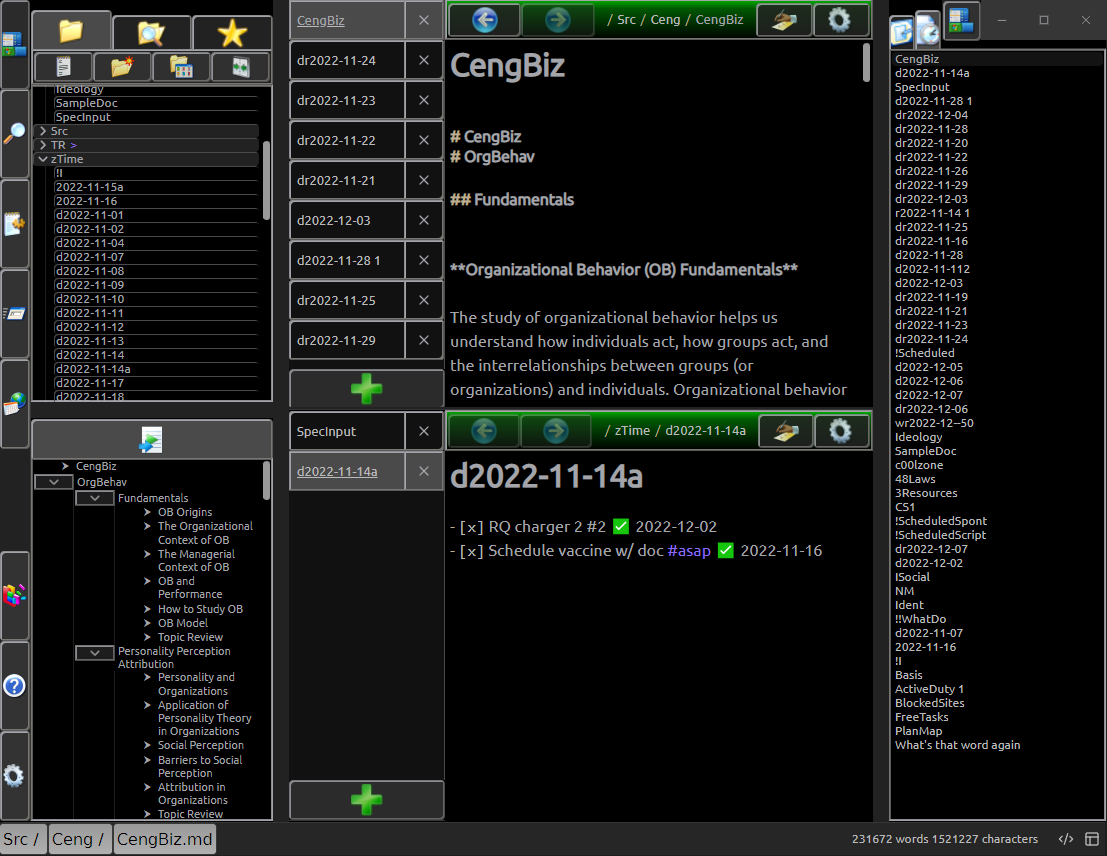 Ideology
SampleDoc
SpecInput
Src
TR >
zTime
!I
2022-11-15a
2022-11-16
d2022-11-01
d2022-11-02
d2022-11-04
d2022-11-07
d2022-11-08
d2022-11-09
d2022-11-10
d2022-11-11
d2022-11-12
d2022-11-13
d2022-11-14
d2022-11-14a
d2022-11-17
d2022-11-18
CengBiz
OrgBehav
Fundamentals
OB Origins
The Organizational
Context of OB
The Managerial
Context of OB
OB and
Performance
How to Study OB
OB Model
Topic Review
Personality Perception
Attribution
Personality and
Organizations
Application of
Personality Theory
in Organizations
Social Perception
Barriers to Social
Perception
Attribution in
Organizations
Topic Review
CengBiz
dr2022-11-24
dr2022-11-23
dr2022-11-22
dr2022-11-21
d2022-12-03
d2022-11-28 1
dr2022-11-25
dr2022-11-29
SpecInput
d2022-11-14a
/ Src / Ceng / CengBiz
CengBiz
# CengBiz
# OrgBehav
## Fundamentals
**Organizational Behavior (OB) Fundamentals**
The study of organizational behavior helps us
understand how individuals act, how groups act, and
the interrelationships between groups (or
organizations) and individuals. Organizational behavior
/ zTime / d2022-11-14a
d2022-11-14a
- [x] RQ charger 2 #2 ✅ 2022-12-02
- [x] Schedule vaccine w/ doc #asap ✅ 2022-11-16
CengBiz
d2022-11-14a
SpecInput
d2022-11-28 1
dr2022-12-04
dr2022-11-28
dr2022-11-20
dr2022-11-22
dr2022-11-26
dr2022-11-29
dr2022-12-03
r2022-11-14 1
dr2022-11-25
dr2022-11-16
d2022-11-28
d2022-11-112
d2022-12-03
dr2022-11-19
dr2022-11-21
dr2022-11-23
dr2022-11-24
!Scheduled
d2022-12-05
d2022-12-06
d2022-12-07
dr2022-12-06
wr2022-12--50
Ideology
SampleDoc
c00lzone
48Laws
3Resources
CS1
!ScheduledSpont
!ScheduledScript
dr2022-12-07
d2022-12-02
ISocial
NM
Ident
!!WhatDo
d2022-11-07
2022-11-16
!I
Basis
ActiveDuty 1
BlockedSites
FreeTasks
PlanMap
What's that word again
Src /
Ceng /
CengBiz.md
231672 words 1521227 characters